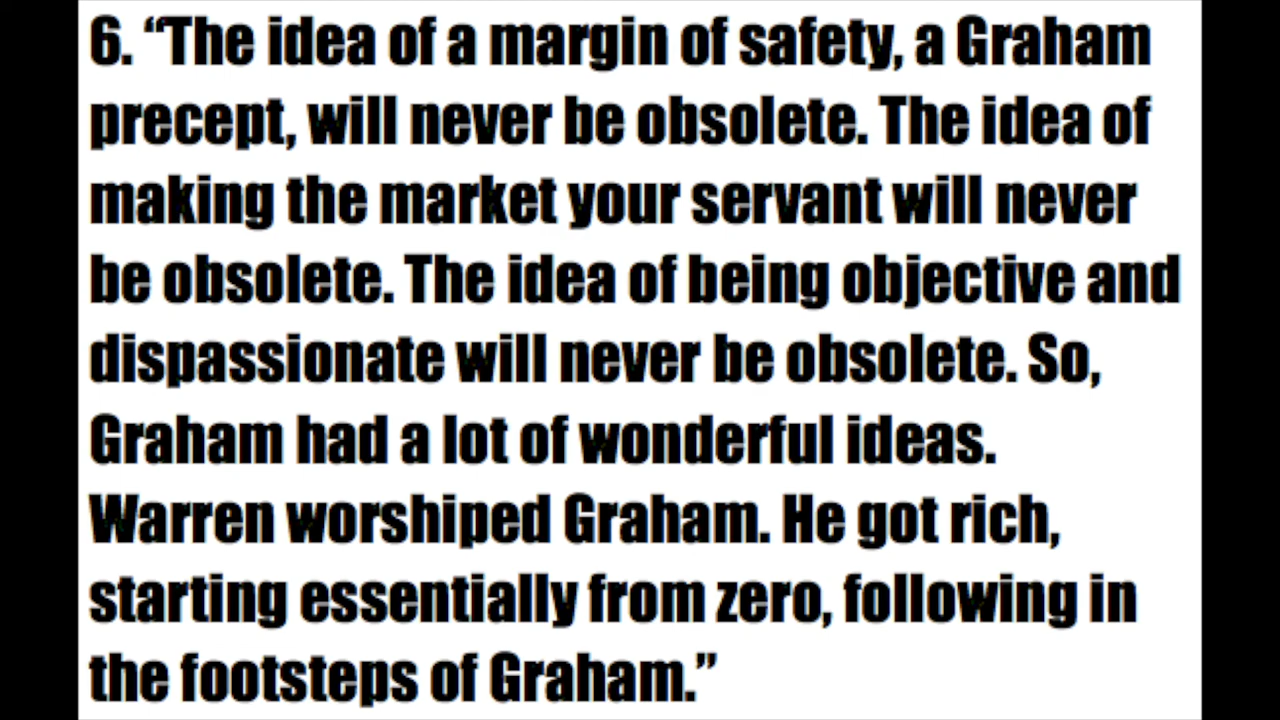 6. “The idea of a margin of safety, a Graham
precept, will never be obsolete. The idea of
making the market your servant will never
be obsolete. The idea of being objective and
dispassionate will never be obsolete. So,
Graham had a lot of wonderful ideas.
Warren worshiped Graham. He got rich,
starting essentially from zero, following in
the footsteps of Graham.”